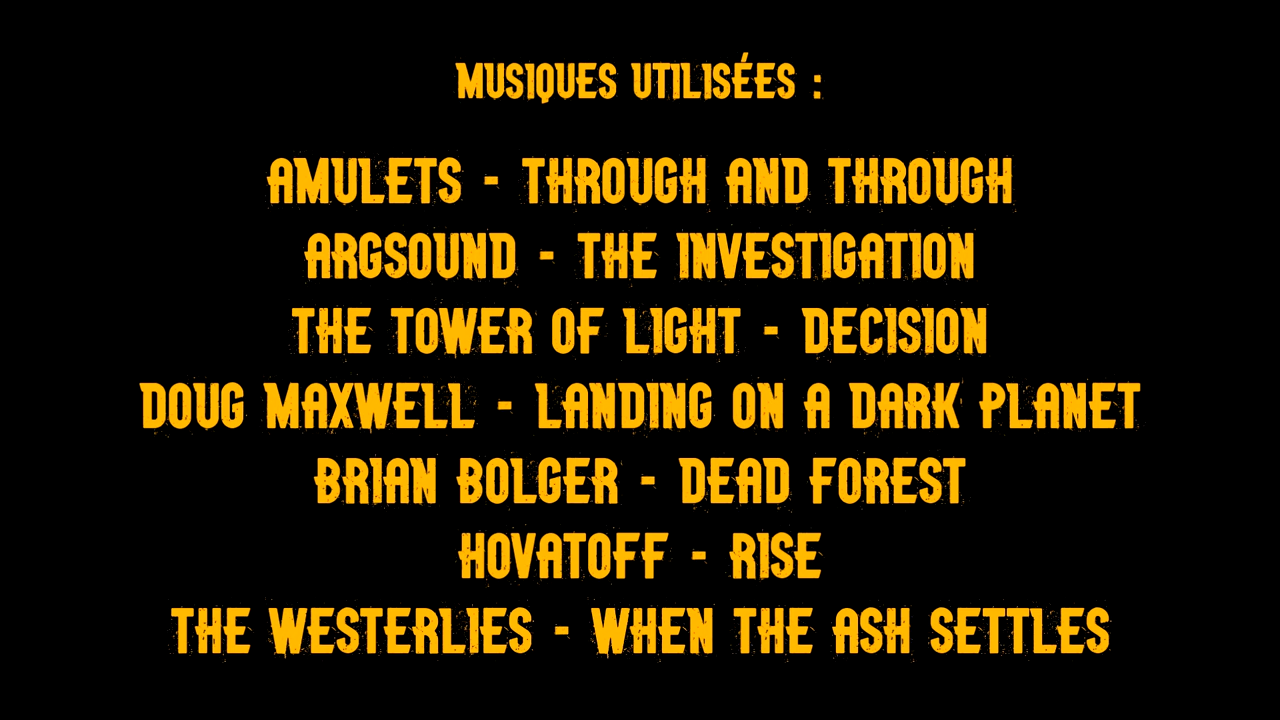 MUSIQUES UTILISÉES :
AMULETS - THROUGH AND THROUGH
ARGSOUND - THE INVESTIGATION
THE TOWER OF LIGHT - DECISION
DOUG MAXWELL - LANDING ON A DARK PLANET
BRIAN BOLGER - DEAD FOREST
HOVATOFF - RISE
THE WESTERLIES - WHEN THE ASH SETTLES